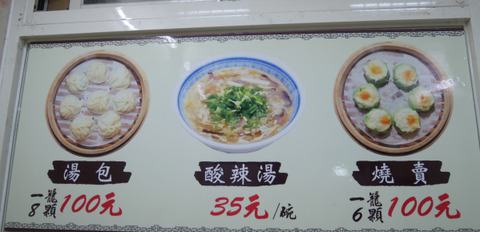 湯包
一籠8顆100元
酸辣湯
35元/碗
燒賣
一籠6顆100元